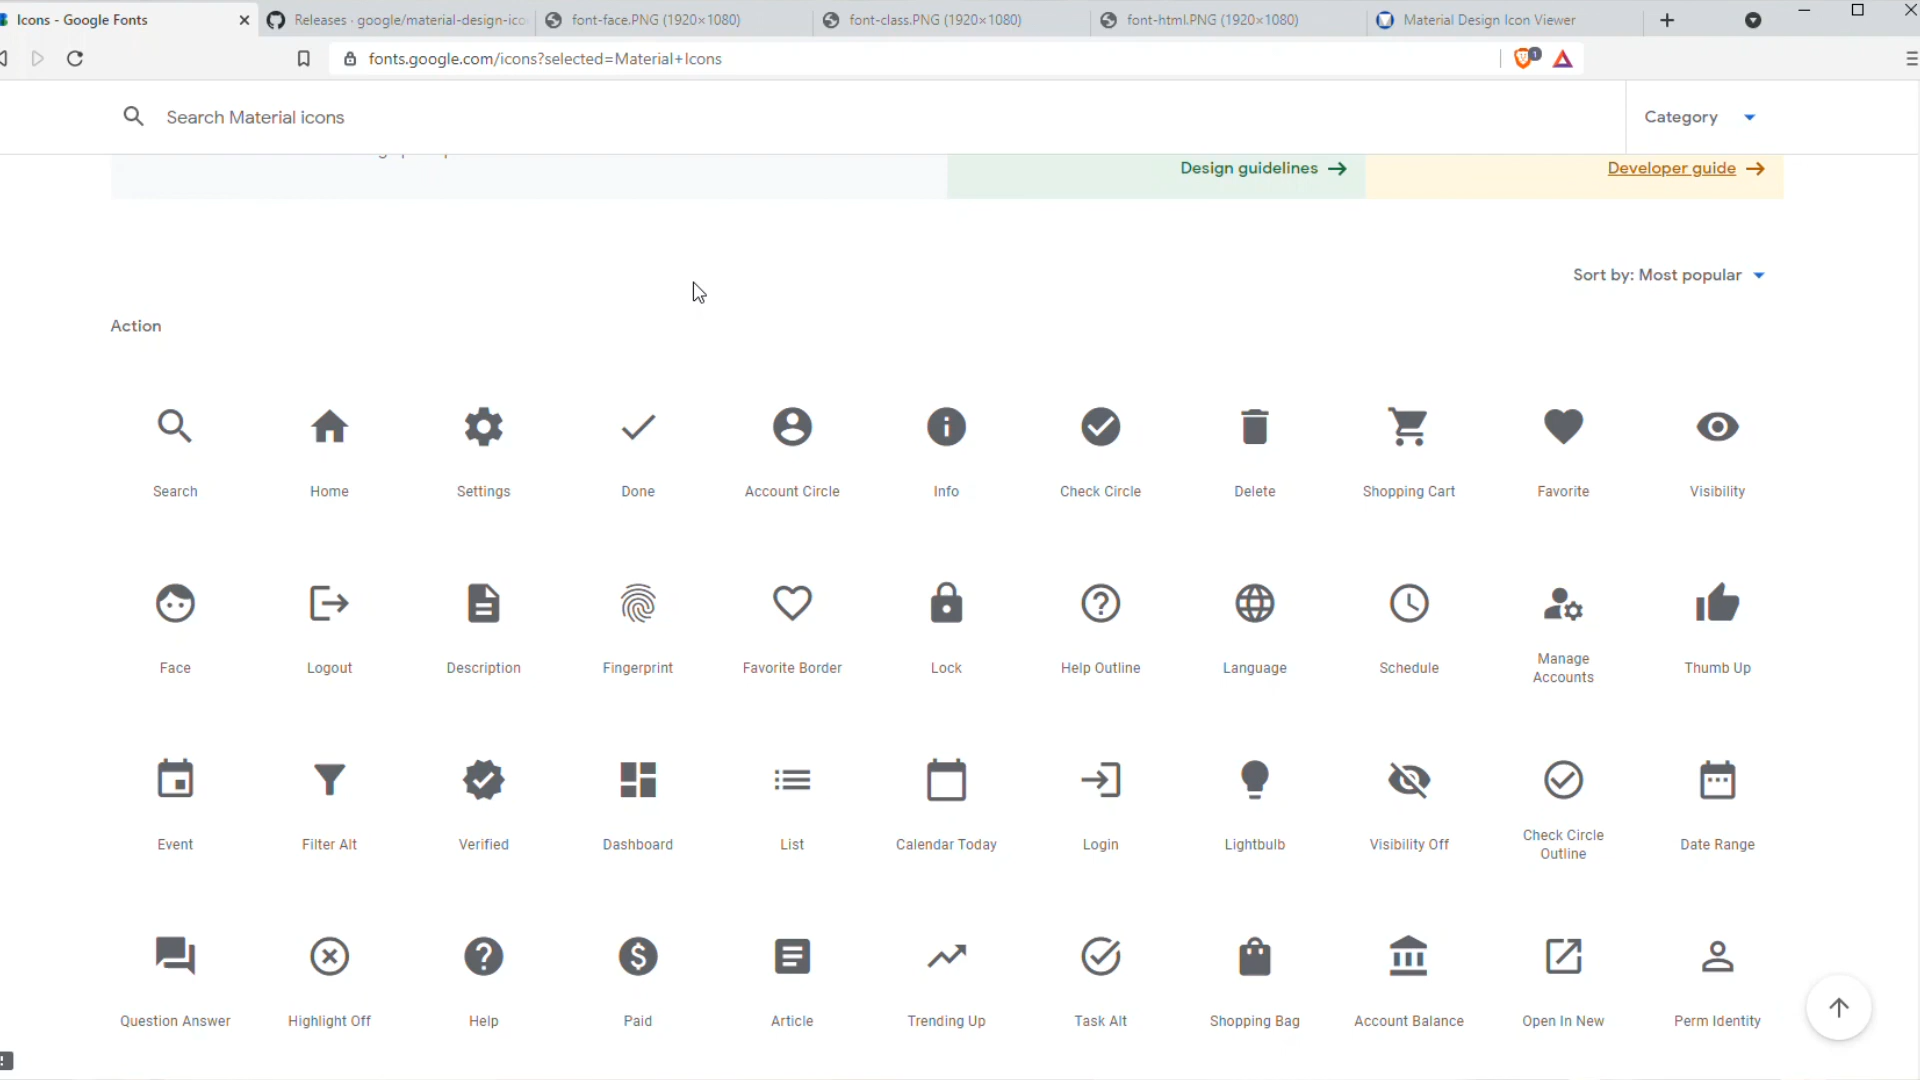 Icons - Google Fonts
Releases · google/material-design-ico
font-face.PNG (1920×1080)
font-class.PNG (1920×1080)
font-html.PNG (1920×1080)
Material Design Icon Viewer
fonts.google.com/icons?selected=Material+Icons
1
Search Material icons
Category
Design guidelines
Developer guide
Sort by: Most popular
Action
Search
Home
Settings
Done
Account Circle
Info
Check Circle
Delete
Shopping Cart
Favorite
Visibility
Face
Logout
Description
Fingerprint
Favorite Border
Lock
Help Outline
Language
Schedule
Manage
Accounts
Thumb Up
Event
Filter Alt
Verified
Dashboard
List
Calendar Today
Login
Lightbulb
Visibility Off
Check Circle
Outline
Date Range
Question Answer
Highlight Off
Help
Paid
Article
Trending Up
Task Alt
Shopping Bag
Account Balance
Open In New
Perm Identity